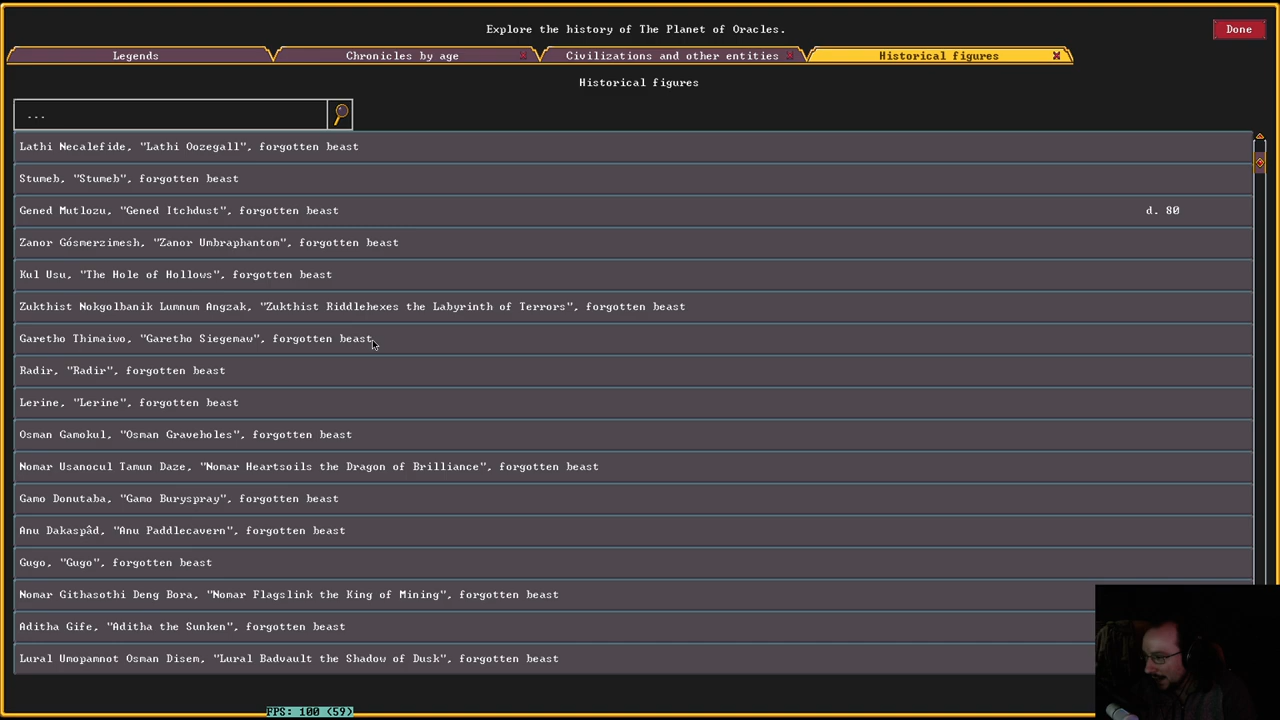 Explore the history of The Planet of Oracles.
Done
Legends
Chronicles by age
Civilizations and other entities
Historical figures
Historical figures
...
Lathi Necalefide, "Lathi Oozegall", forgotten beast
Stumeb, "Stumeb", forgotten beast
Gened Mutlozu, "Gened Itchdust", forgotten beast d. 80
Zanor Gósmerzimesh, "Zanor Umbraphantom", forgotten beast
Kul Usu, "The Hole of Hollows", forgotten beast
Zukthist Nokgolbanik Lumnum Angzak, "Zukthist Riddlehexes the Labyrinth of Terrors", forgotten beast
Garetho Thimaiwo, "Garetho Siegemaw", forgotten beast
Radir, "Radir", forgotten beast
Lerine, "Lerine", forgotten beast
Osman Gamokul, "Osman Graveholes", forgotten beast
Nomar Usanocul Tamun Daze, "Nomar Heartsoils the Dragon of Brilliance", forgotten beast
Gamo Donutaba, "Gamo Buryspray", forgotten beast
Anu Dakaspâd, "Anu Paddlecavern", forgotten beast
Gugo, "Gugo", forgotten beast
Nomar Githasothi Deng Bora, "Nomar Flagslink the King of Mining", forgotten beast
Aditha Gife, "Aditha the Sunken", forgotten beast
Lural Umopamnot Osman Disem, "Lural Badvault the Shadow of Dusk", forgotten beast
FPS: 100 (59)